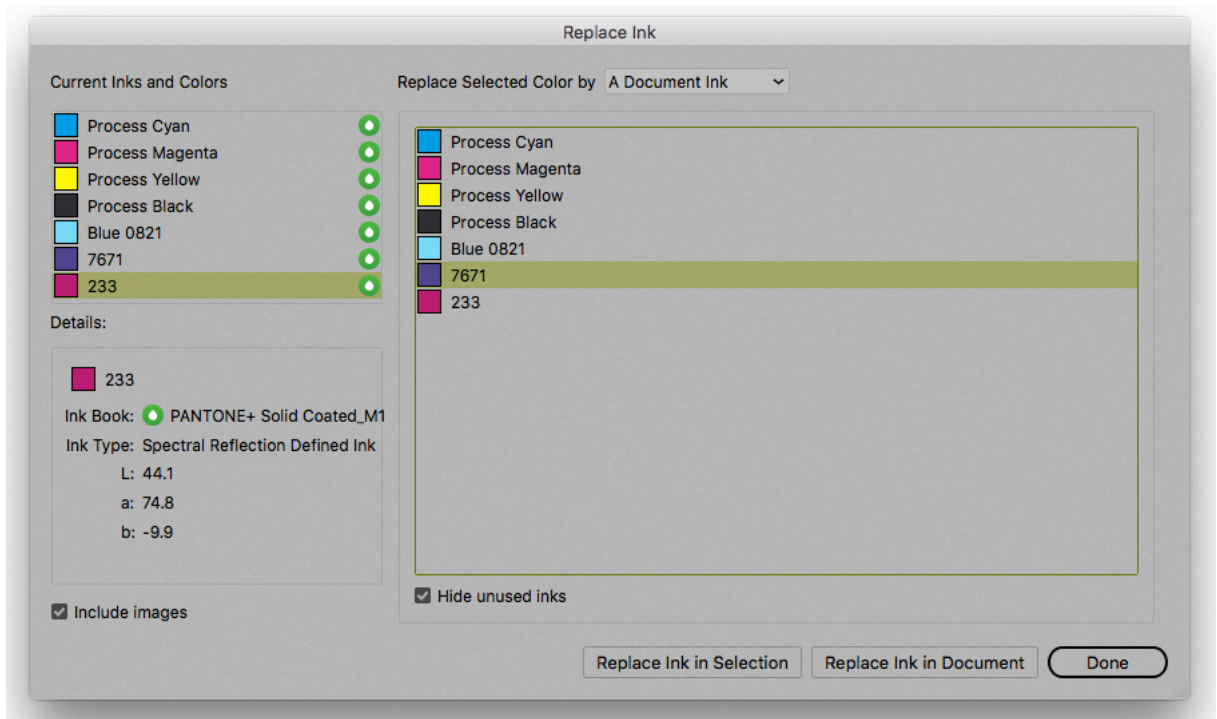 Replace Ink
Current Inks and Colors
Process Cyan
Process Magenta
Process Yellow
Process Black
Blue 0821
7671
233
Details:
233
Ink Book: PANTONE+ Solid Coated_M1
Ink Type: Spectral Reflection Defined Ink
L: 44.1
a: 74.8
b: -9.9
Include images
Replace Selected Color by A Document Ink
Process Cyan
Process Magenta
Process Yellow
Process Black
Blue 0821
7671
233
Hide unused inks
Replace Ink in Selection Replace Ink in Document Done